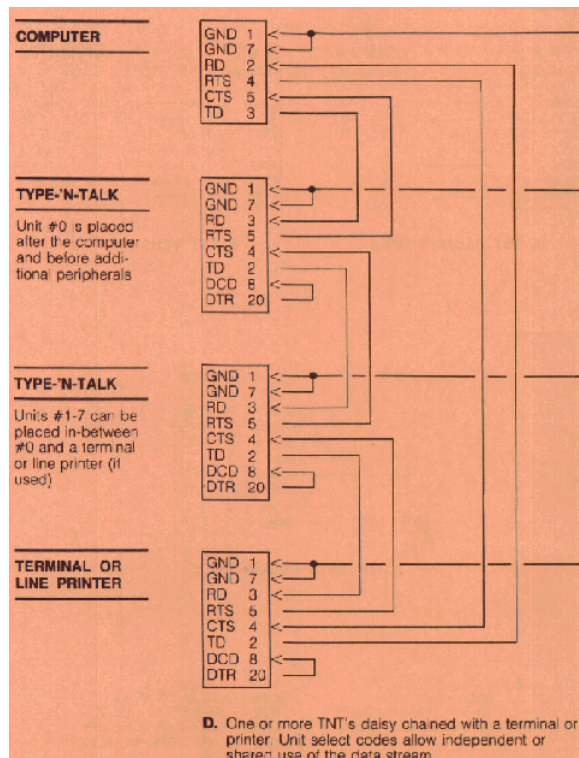 COMPUTER
GND 1
GND 7
RD 2
RTS 4
CTS 5
TD 3
TYPE-'N-TALK
Unit #0 is placed
after the computer
and before addi-
tional peripherals
GND 1
GND 7
RD 3
RTS 5
CTS 4
TD 2
DCD 8
DTR 20
TYPE-'N-TALK
Units #1-7 can be
placed in-between
#0 and a terminal
or line printer (if
used)
GND 1
GND 7
RD 3
RTS 5
CTS 4
TD 2
DCD 8
DTR 20
TERMINAL OR
LINE PRINTER
GND 1
GND 7
RD 3
RTS 5
CTS 4
TD 2
DCD 8
DTR 20
D. One or more TNT's daisy chained with a terminal or
printer. Unit select codes allow independent or
shared use of the data stream